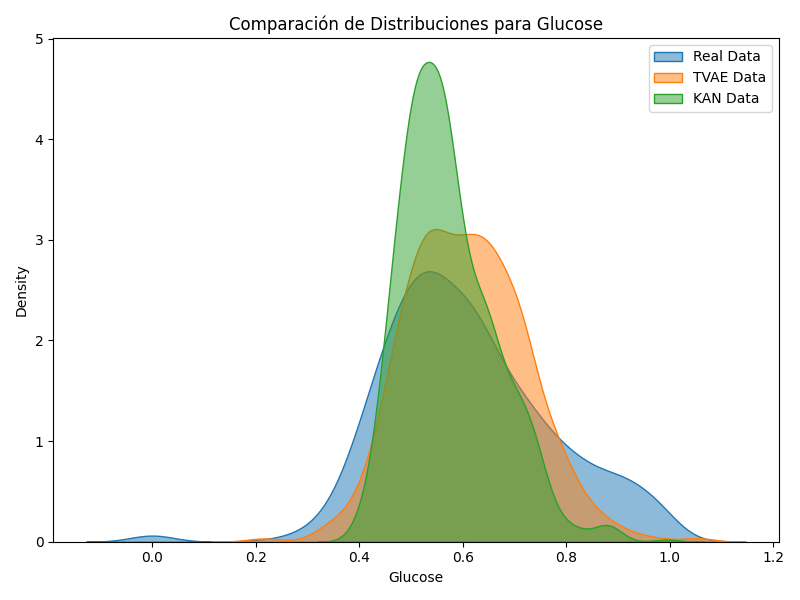 Comparación de Distribuciones para Glucose
Real Data
TVAE Data
KAN Data
5
4
3
2
1
0
Density
0.0 0.2 0.4 0.6 0.8 1.0 1.2
Glucose